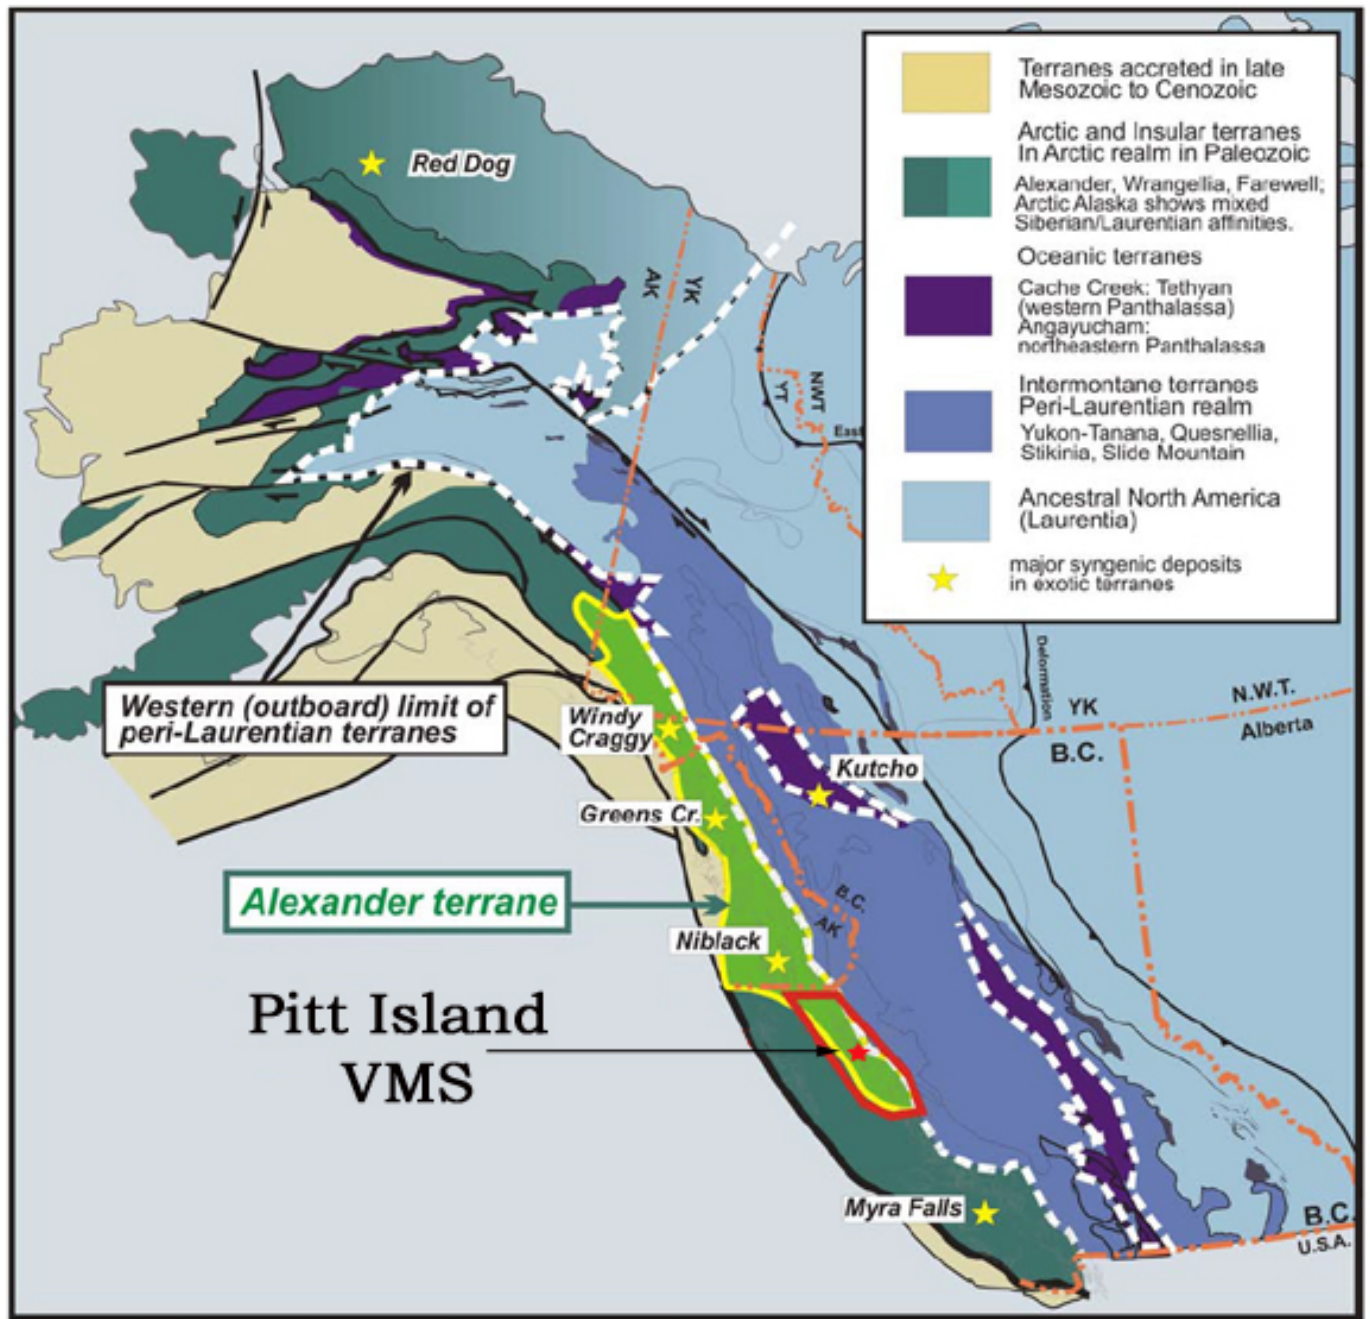 Terranes accreted in late
Mesozoic to Cenozoic
Arctic and Insular terranes
In Arctic realm in Paleozoic
Alexander, Wrangellia, Farewell;
Arctic Alaska shows mixed
Siberian/Laurentian affinities.
Oceanic terranes
Cache Creek: Tethyan
(western Panthalassa)
Angayucham:
northeastern Panthalassa
Intermontane terranes
Peri-Laurentian realm
Yukon-Tanana, Quesnellia,
Stikinia, Slide Mountain
Ancestral North America
(Laurentia)
major syngenic deposits
in exotic terranes
Red Dog
AK
YK
YT
NWT
East
Deformation
Western (outboard) limit of
peri-Laurentian terranes
Windy
Craggy
YK
N.W.T.
B.C.
Alberta
Kutcho
Greens Cr.
Alexander terrane
B.C.
AK
Niblack
Pitt Island
VMS
Myra Falls
B.C.
U.S.A.